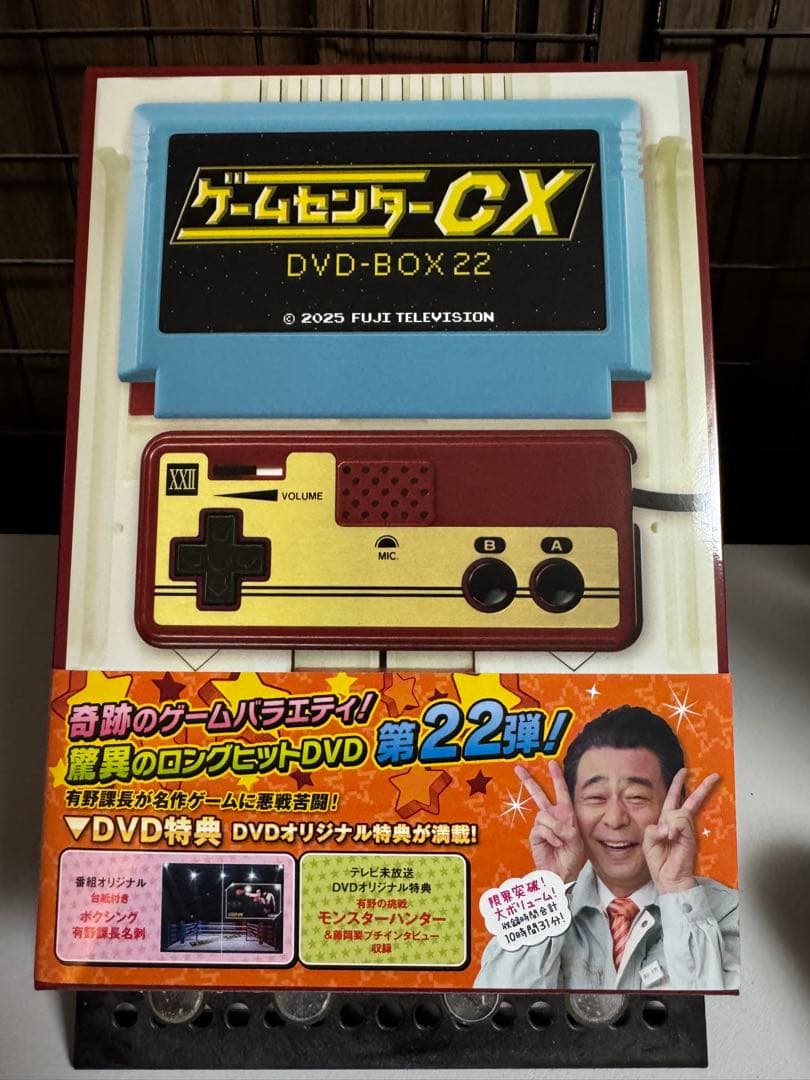 ゲームセンターCX
DVD-BOX 22
© 2025 FUJI TELEVISION
XXII
VOLUME
MIC.
B
A
奇跡のゲームバラエティ!
驚異のロングヒットDVD
第22弾!
有野課長が名作ゲームに悪戦苦闘!
▼DVD特典 DVDオリジナル特典が満載!
番組オリジナル
台紙付き
ボクシング
有野課長名刺
テレビ未放送
DVDオリジナル特典
有野の挑戦
モンスターハンター
&藤岡要プチインタビュー
収録
限界突破!
大ボリューム!
収録時間合計
10時間31分!